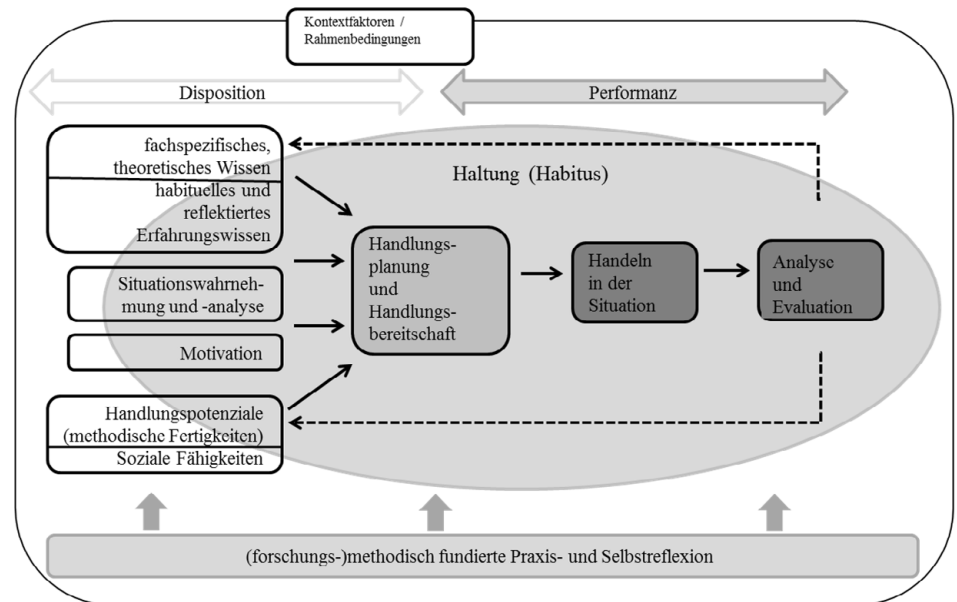 Kontextfaktoren /
Rahmenbedingungen
Disposition
Performanz
fachspezifisches,
theoretisches Wissen
habituelles und
reflektiertes
Erfahrungswissen
Situationswahrneh-
mung und -analyse
Motivation
Handlungspotenziale
(methodische Fertigkeiten)
Soziale Fähigkeiten
Haltung (Habitus)
Handlungs-
planung
und
Handlungs-
bereitschaft
Handeln
in der
Situation
Analyse
und
Evaluation
(forschungs-)methodisch fundierte Praxis- und Selbstreflexion